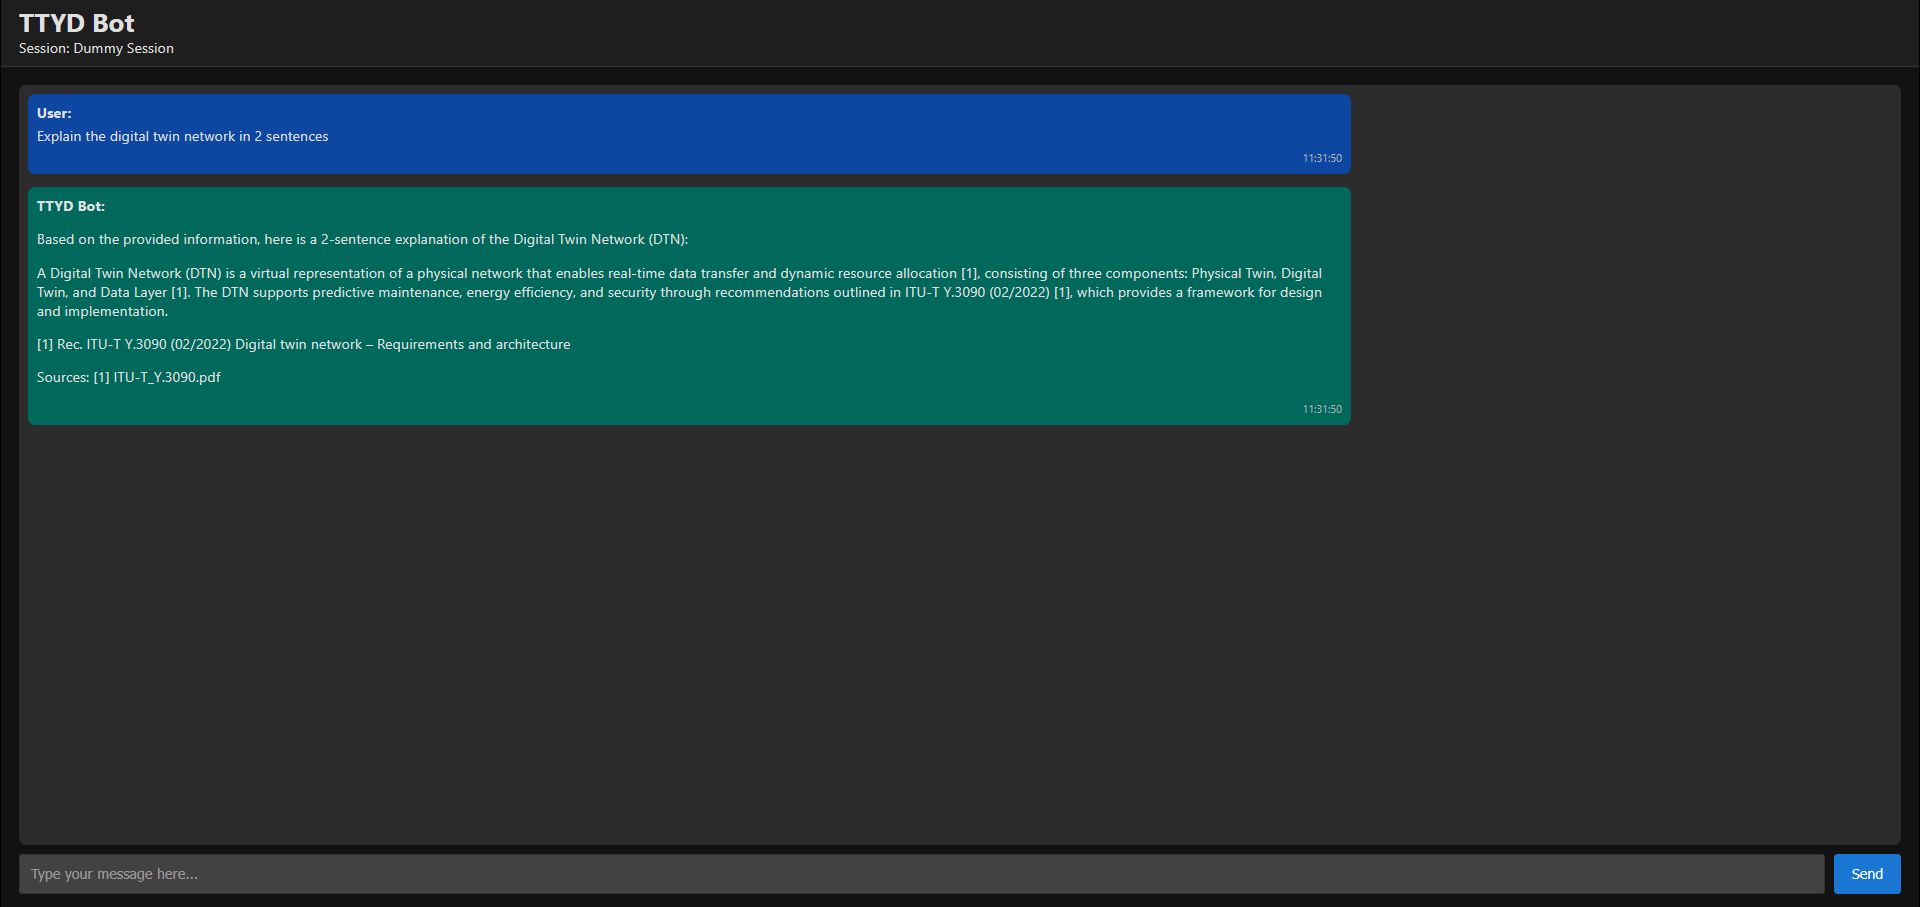 TTYD Bot
Session: Dummy Session
User:
Explain the digital twin network in 2 sentences
11:31:50
TTYD Bot:
Based on the provided information, here is a 2-sentence explanation of the Digital Twin Network (DTN):
A Digital Twin Network (DTN) is a virtual representation of a physical network that enables real-time data transfer and dynamic resource allocation [1], consisting of three components: Physical Twin, Digital
Twin, and Data Layer [1]. The DTN supports predictive maintenance, energy efficiency, and security through recommendations outlined in ITU-T Y.3090 (02/2022) [1], which provides a framework for design
and implementation.
[1] Rec. ITU-T Y.3090 (02/2022) Digital twin network – Requirements and architecture
Sources: [1] ITU-T_Y.3090.pdf
11:31:50
Type your message here...
Send